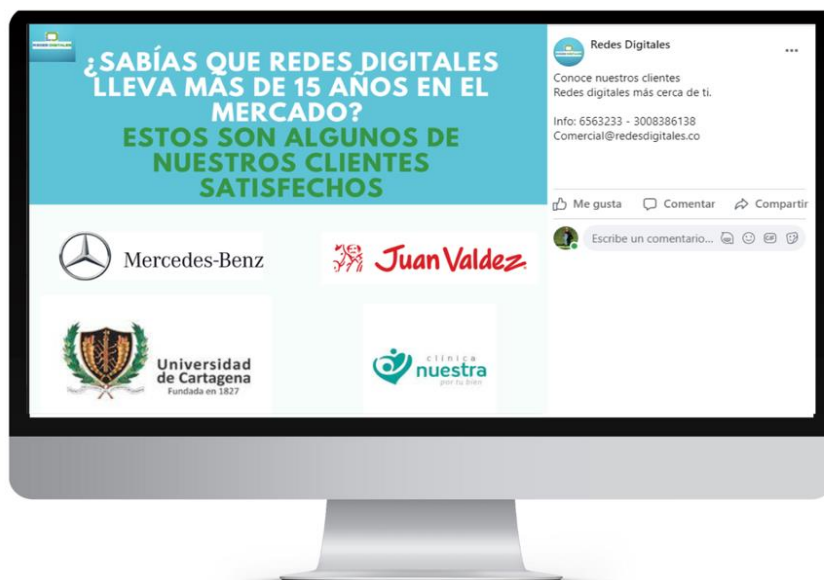 ¿SABÍAS QUE REDES DIGITALES
LLEVA MÁS DE 15 AÑOS EN EL
MERCADO?
ESTOS SON ALGUNOS DE
NUESTROS CLIENTES
SATISFECHOS
Mercedes-Benz
Juan Valdez
Universidad
de Cartagena
Fundada en 1827
clínica
nuestra
por tu bien
Redes Digitales
...
Conoce nuestros clientes
Redes digitales más cerca de ti.
Info: 6563233 - 3008386138
Comercial@redesdigitales.co
Me gusta
Comentar
Compartir
Escribe un comentario...
GIF